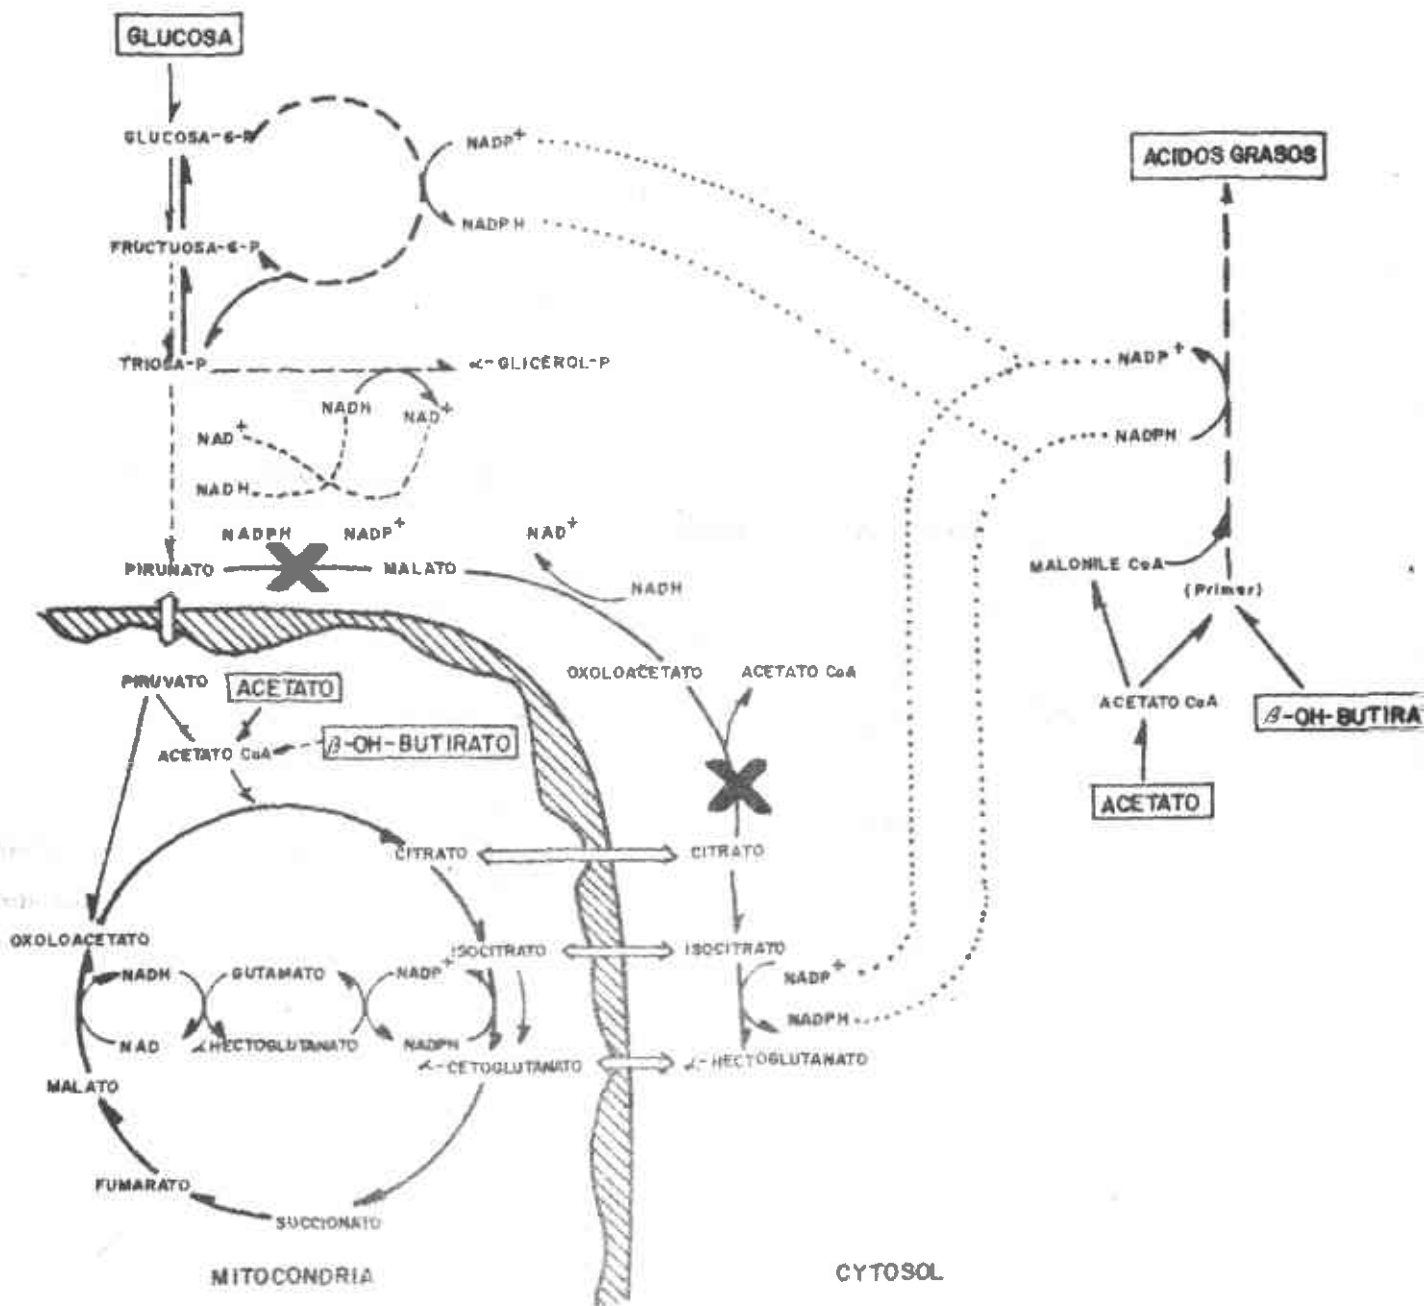 GLUCOSA
GLUCOSA-6-P
NADP+
ACIDOS GRASOS
NADPH
FRUCTUOSA-6-P
TRIOSA-P
α-GLICEROL-P
NADP+
NADH
NAD+
NAD+
NADPH
NADH
NADPH
NADP+
NAD+
PIRUNATO
MALATO
NADH
MALONILE CoA
(Primer)
OXOLOACETATO
ACETATO CoA
PIRUVATO
ACETATO
ACETATO CoA
β-OH-BUTIRA
ACETATO CoA
β-OH-BUTIRATO
ACETATO
CITRATO
CITRATO
OXOLOACETATO
ISOCITRATO
ISOCITRATO
NADH
GUTAMATO
NADP+
NADP+
NADPH
NAD
αHECTOGLUTANATO
NADPH
α-CETOGLUTANATO
α-HECTOGLUTANATO
MALATO
FUMARATO
SUCCIONATO
MITOCONDRIA
CYTOSOL